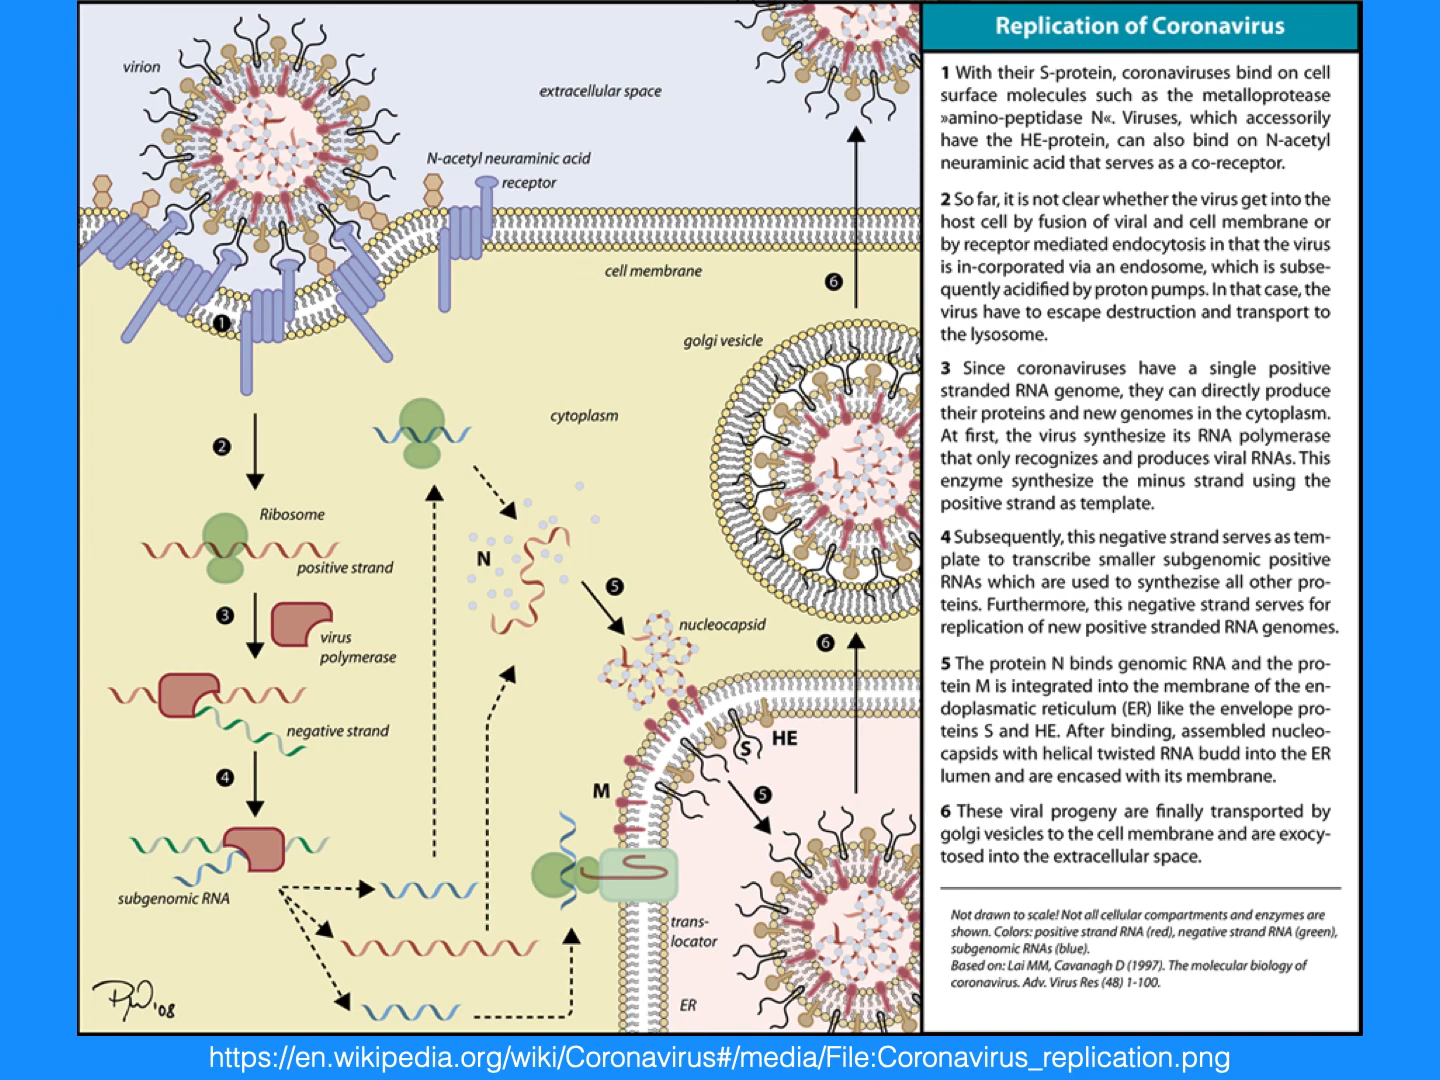 virion
extracellular space
N-acetyl neuraminic acid
receptor
cell membrane
1
6
golgi vesicle
cytoplasm
2
Ribosome
positive strand
N
5
3
virus
polymerase
nucleocapsid
6
negative strand
S
HE
4
M
5
subgenomic RNA
trans-
locator
ER
'08
Replication of Coronavirus
1 With their S-protein, coronaviruses bind on cell
surface molecules such as the metalloprotease
»amino-peptidase N«. Viruses, which accessorily
have the HE-protein, can also bind on N-acetyl
neuraminic acid that serves as a co-receptor.
2 So far, it is not clear whether the virus get into the
host cell by fusion of viral and cell membrane or
by receptor mediated endocytosis in that the virus
is in-corporated via an endosome, which is subse-
quently acidified by proton pumps. In that case, the
virus have to escape destruction and transport to
the lysosome.
3 Since coronaviruses have a single positive
stranded RNA genome, they can directly produce
their proteins and new genomes in the cytoplasm.
At first, the virus synthesize its RNA polymerase
that only recognizes and produces viral RNAs. This
enzyme synthesize the minus strand using the
positive strand as template.
4 Subsequently, this negative strand serves as tem-
plate to transcribe smaller subgenomic positive
RNAs which are used to synthezise all other pro-
teins. Furthermore, this negative strand serves for
replication of new positive stranded RNA genomes.
5 The protein N binds genomic RNA and the pro-
tein M is integrated into the membrane of the en-
doplasmatic reticulum (ER) like the envelope pro-
teins S and HE. After binding, assembled nucleo-
capsids with helical twisted RNA budd into the ER
lumen and are encased with its membrane.
6 These viral progeny are finally transported by
golgi vesicles to the cell membrane and are exocy-
tosed into the extracellular space.
Not drawn to scale! Not all cellular compartments and enzymes are
shown. Colors: positive strand RNA (red), negative strand RNA (green),
subgenomic RNAs (blue).
Based on: Lai MM, Cavanagh D (1997). The molecular biology of
coronavirus. Adv. Virus Res (48) 1-100.
https://en.wikipedia.org/wiki/Coronavirus#/media/File:Coronavirus_replication.png